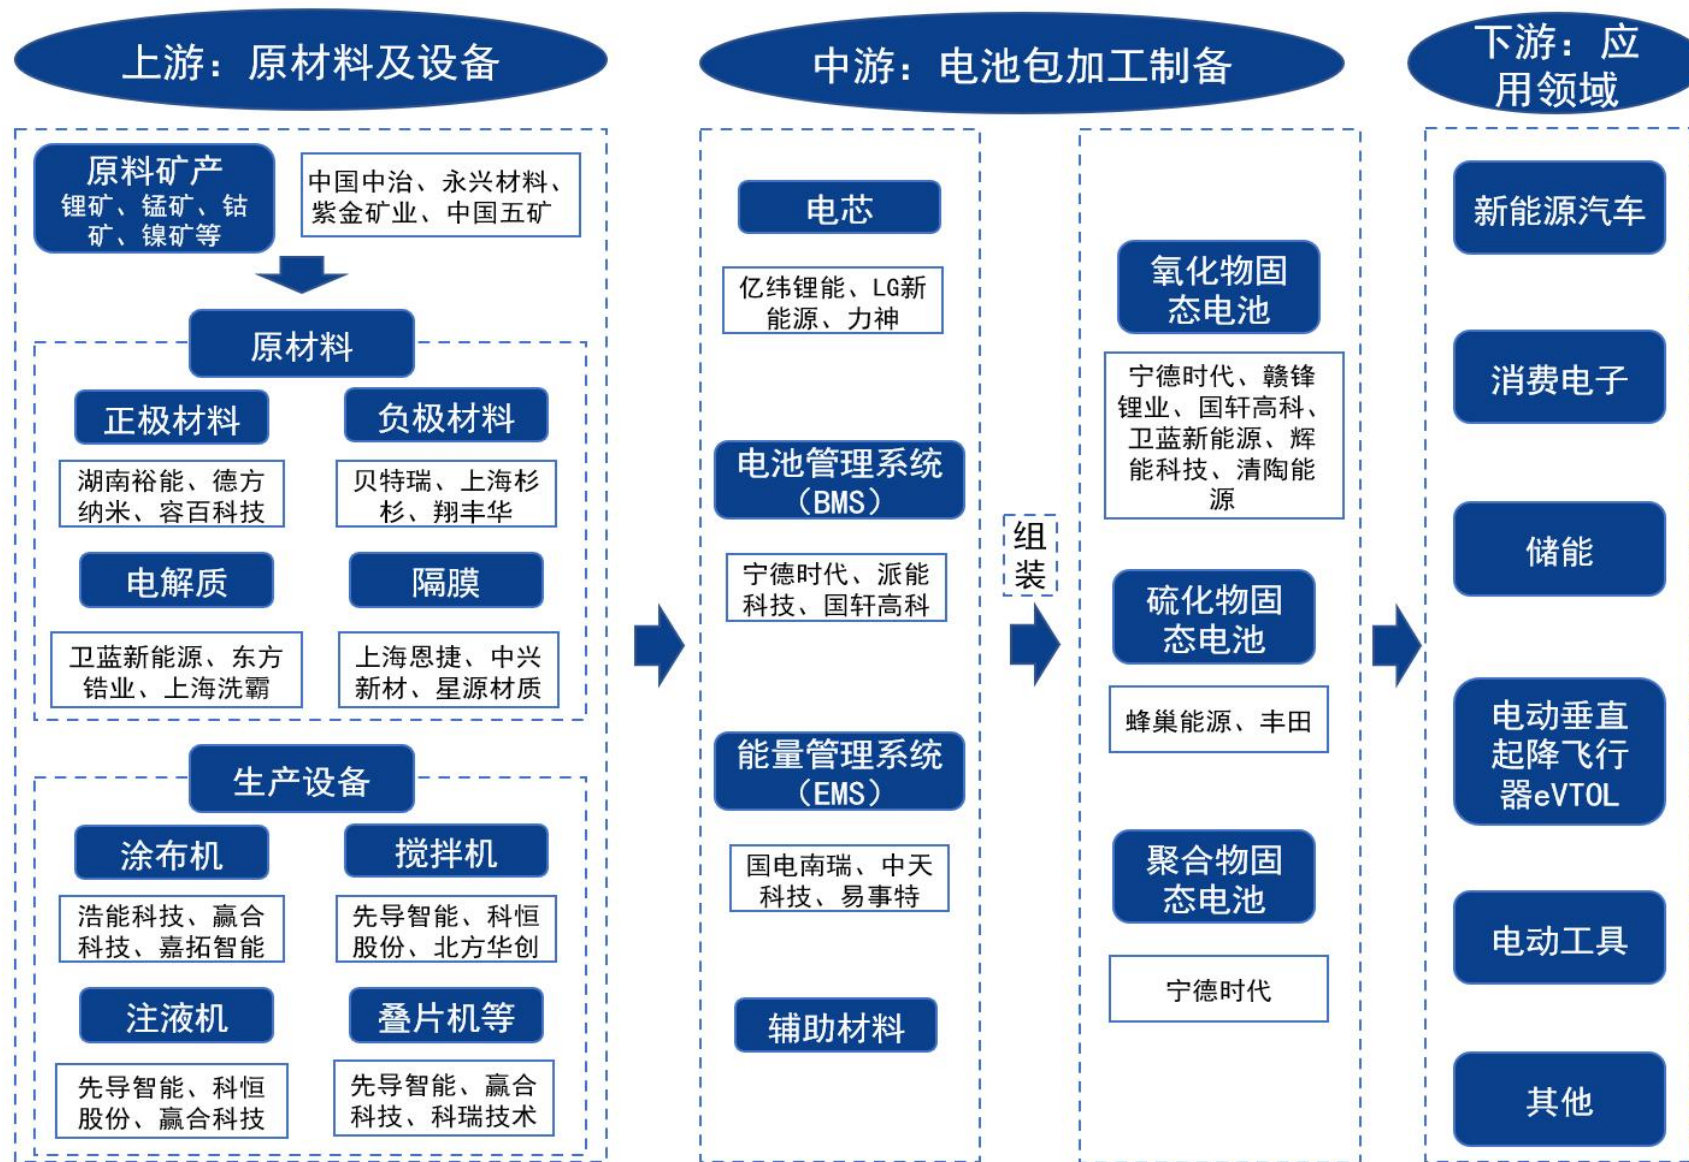 上游：原材料及设备
原料矿产
锂矿、锰矿、钴
矿、镍矿等
中国中治、永兴材料、
紫金矿业、中国五矿
原材料
正极材料
湖南裕能、德方
纳米、容百科技
负极材料
贝特瑞、上海杉
杉、翔丰华
电解质
卫蓝新能源、东方
锆业、上海洗霸
隔膜
上海恩捷、中兴
新材、星源材质
生产设备
涂布机
浩能科技、赢合
科技、嘉拓智能
搅拌机
先导智能、科恒
股份、北方华创
注液机
先导智能、科恒
股份、赢合科技
叠片机等
先导智能、赢合
科技、科瑞技术
中游：电池包加工制备
电芯
亿纬锂能、LG新
能源、力神
电池管理系统
（BMS）
宁德时代、派能
科技、国轩高科
能量管理系统
（EMS）
国电南瑞、中天
科技、易事特
辅助材料
组
装
氧化物固
态电池
宁德时代、赣锋
锂业、国轩高科、
卫蓝新能源、辉
能科技、清陶能
源
硫化物固
态电池
蜂巢能源、丰田
聚合物固
态电池
宁德时代
下游：应
用领域
新能源汽车
消费电子
储能
电动垂直
起降飞行
器eVTOL
电动工具
其他